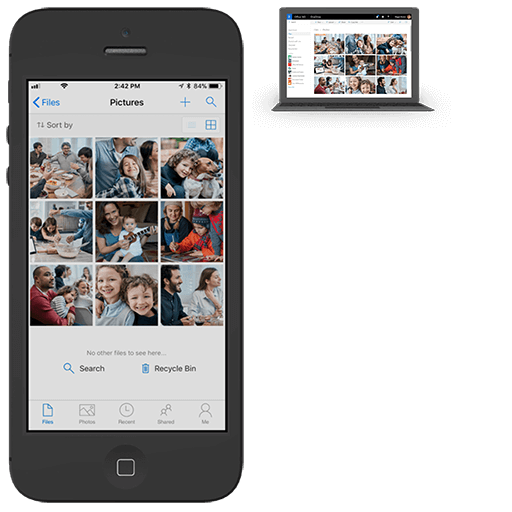 2:42 PM
84%
Files
Pictures
Sort by
No other files to see here...
Search
Recycle Bin
Files
Photos
Recent
Shared
Me